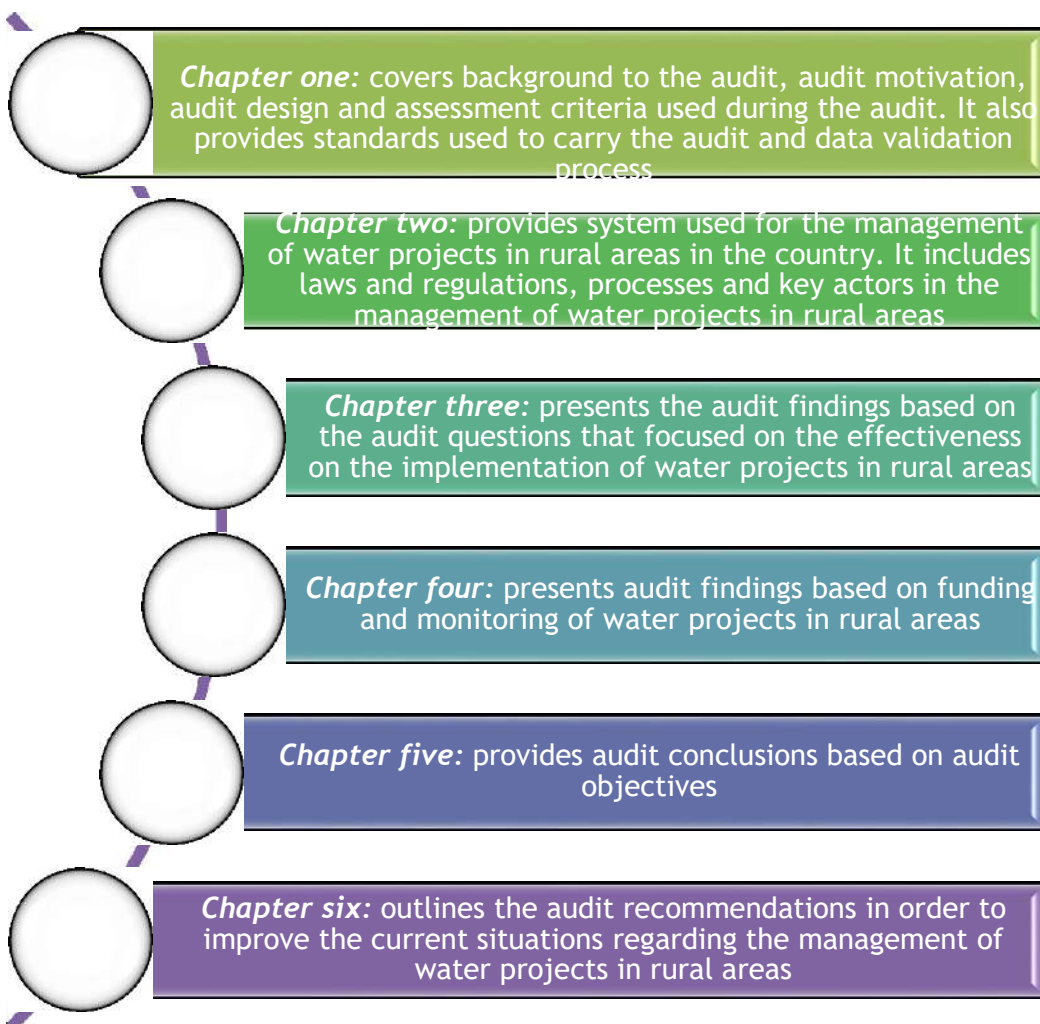 Chapter one: covers background to the audit, audit motivation,
audit design and assessment criteria used during the audit. It also
provides standards used to carry the audit and data validation
process
Chapter two: provides system used for the management
of water projects in rural areas in the country. It includes
laws and regulations, processes and key actors in the
management of water projects in rural areas
Chapter three: presents the audit findings based on
the audit questions that focused on the effectiveness
on the implementation of water projects in rural areas
Chapter four: presents audit findings based on funding
and monitoring of water projects in rural areas
Chapter five: provides audit conclusions based on audit
objectives
Chapter six: outlines the audit recommendations in order to
improve the current situations regarding the management of
water projects in rural areas